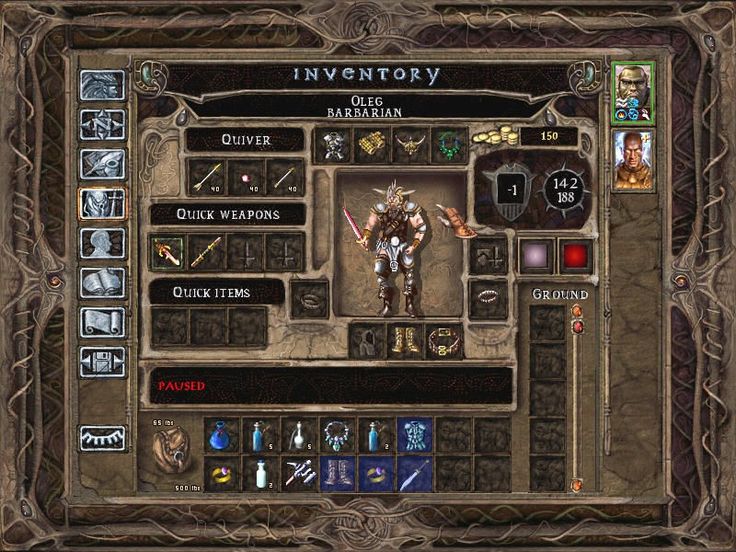 INVENTORY
OLEG
BARBARIAN
QUIVER
150
40
40
40
-1
142
188
QUICK WEAPONS
QUICK ITEMS
GROUND
PAUSED
55 lbs
5
5
2
2
500 lbs